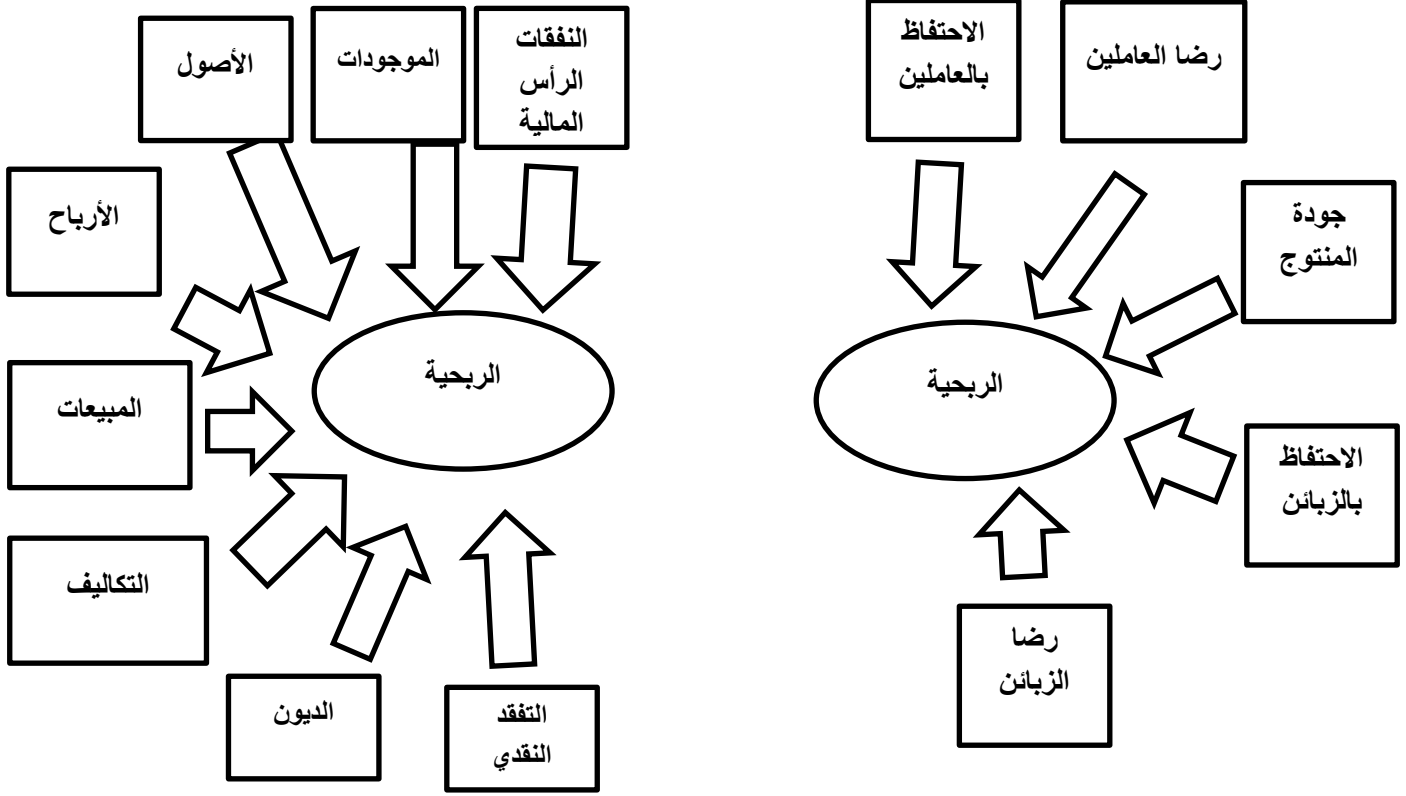 الاحتفاظ
بالعاملين
رضا العاملين
جودة
المنتوج
الربحية
الاحتفاظ
بالزبائن
رضا
الزبائن
النفقات
الرأس
المالية
الموجودات
الأصول
الأرباح
الربحية
المبيعات
التكاليف
الديون
التفقد
النقدي